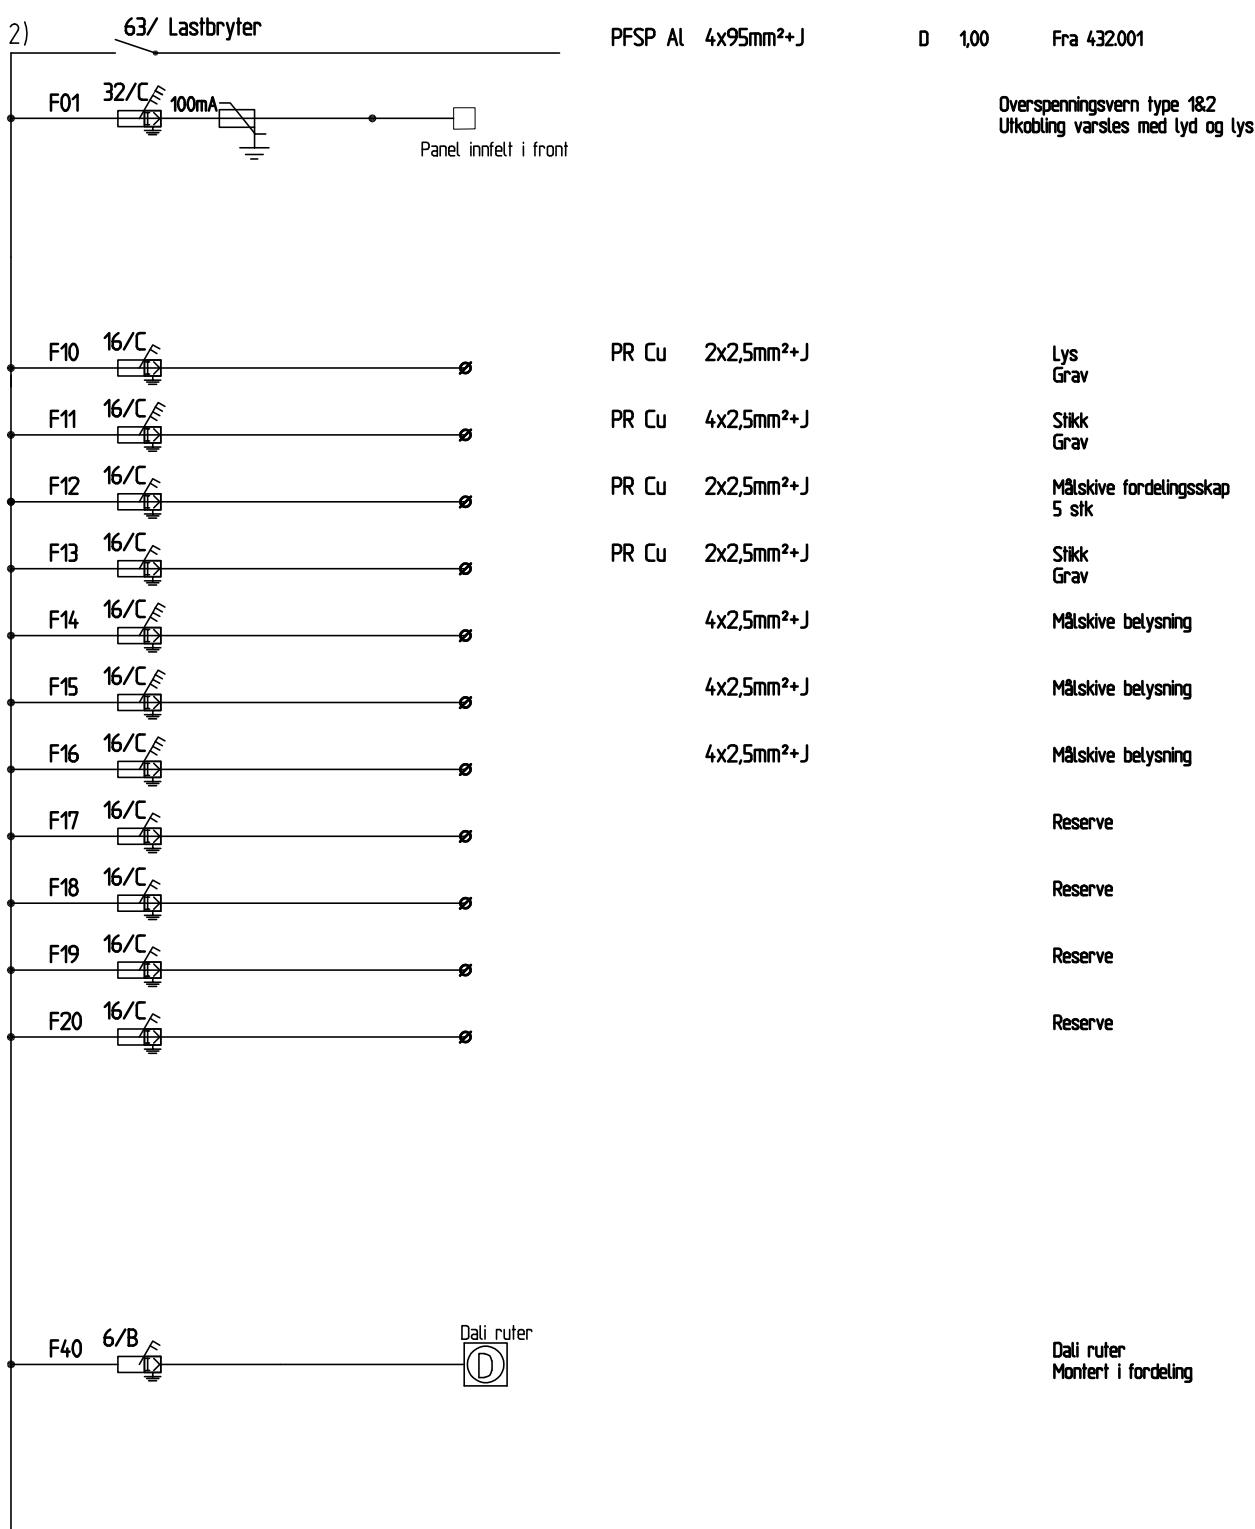 2) 63/ Lastbryter PFSP Al 4x95mm²+J D 1,00 Fra 432.001
F01 32/C 100mA Overspenningsvern type 1&2
Utkobling varsles med lyd og lys
Panel innfelt i front
F10 16/C PR Cu 2x2,5mm²+J Lys
Grav
F11 16/C PR Cu 4x2,5mm²+J Stikk
Grav
F12 16/C PR Cu 2x2,5mm²+J Målskive fordelingsskap
5 stk
F13 16/C PR Cu 2x2,5mm²+J Stikk
Grav
F14 16/C 4x2,5mm²+J Målskive belysning
F15 16/C 4x2,5mm²+J Målskive belysning
F16 16/C 4x2,5mm²+J Målskive belysning
F17 16/C Reserve
F18 16/C Reserve
F19 16/C Reserve
F20 16/C Reserve
Dali ruter
F40 6/B D Dali ruter
Montert i fordeling